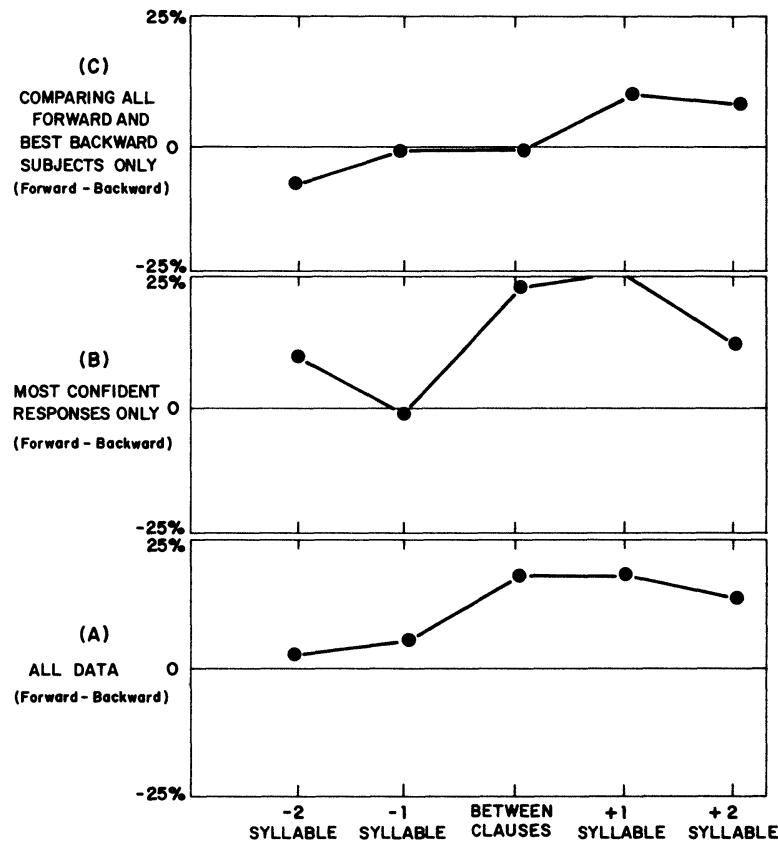 25%
(C)
COMPARING ALL
FORWARD AND
BEST BACKWARD
SUBJECTS ONLY
(Forward - Backward)
0
-25%
25%
(B)
MOST CONFIDENT
RESPONSES ONLY
(Forward - Backward)
0
-25%
25%
(A)
ALL DATA
(Forward - Backward)
0
-25%
-2
SYLLABLE
-1
SYLLABLE
BETWEEN
CLAUSES
+1
SYLLABLE
+2
SYLLABLE